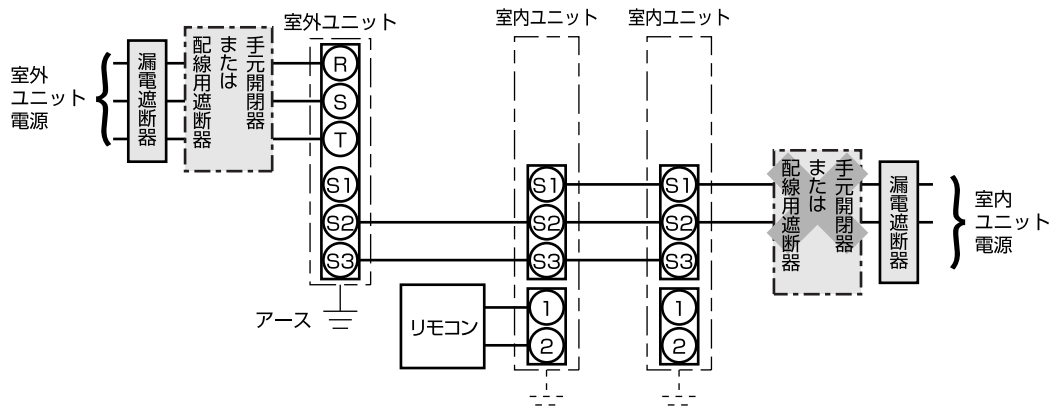 室外ユニット
室内ユニット
室内ユニット
室外
ユニット
電源
漏電遮断器
手元開閉器
または
配線用遮断器
R
S
T
S1
S2
S3
S1
S2
S3
S1
S2
S3
手元開閉器
または
配線用遮断器
漏電遮断器
室内
ユニット
電源
アース
リモコン
1
2
1
2